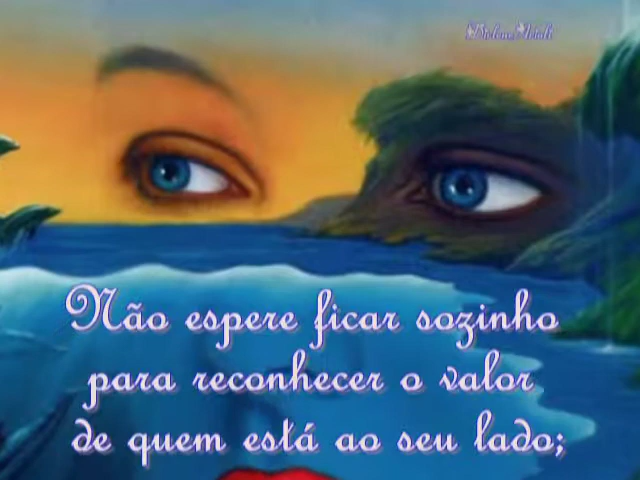 Não espere ficar sozinho
para reconhecer o valor
de quem está ao seu lado;